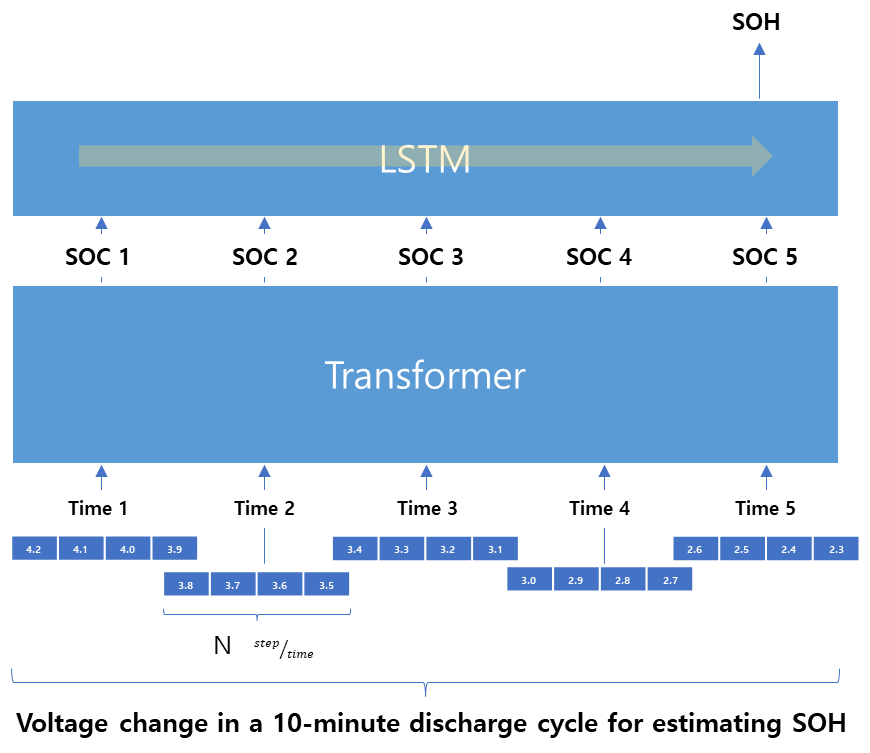 SOH
LSTM
SOC 1 SOC 2 SOC 3 SOC 4 SOC 5
Transformer
Time 1 Time 2 Time 3 Time 4 Time 5
4.2 4.1 4.0 3.9 3.4 3.3 3.2 3.1 2.6 2.5 2.4 2.3
3.8 3.7 3.6 3.5 3.0 2.9 2.8 2.7
N step/time
Voltage change in a 10-minute discharge cycle for estimating SOH